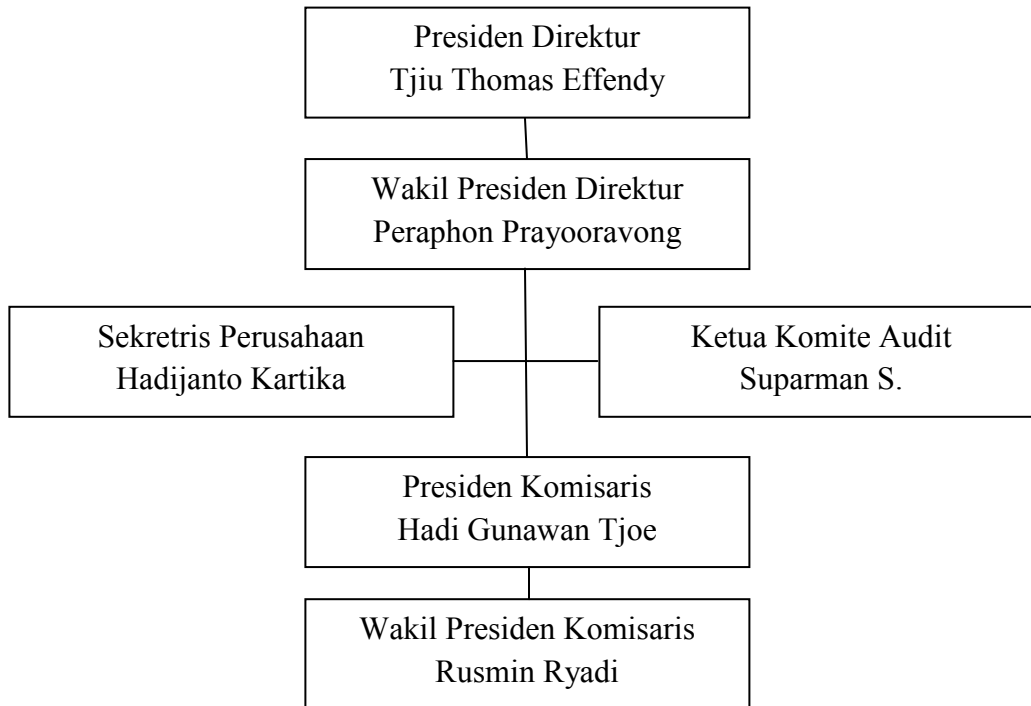 Presiden Direktur
Tjiu Thomas Effendy
Wakil Presiden Direktur
Peraphon Prayooravong
Sekretris Perusahaan
Hadijanto Kartika
Ketua Komite Audit
Suparman S.
Presiden Komisaris
Hadi Gunawan Tjoe
Wakil Presiden Komisaris
Rusmin Ryadi